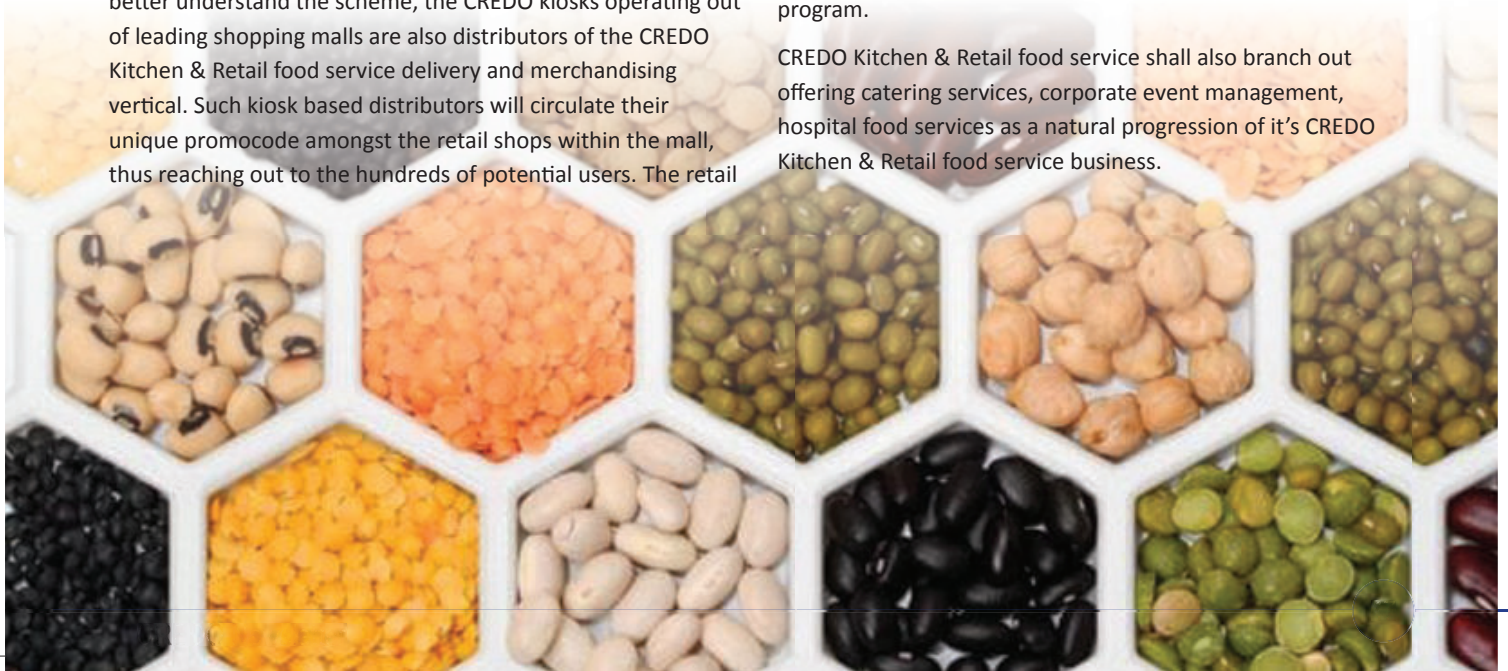 better understand the scheme, the CREDO kiosks operating out
of leading shopping malls are also distributors of the CREDO
Kitchen & Retail food service delivery and merchandising
vertical. Such kiosk based distributors will circulate their
unique promocode amongst the retail shops within the mall,
thus reaching out to the hundreds of potential users. The retail
program.
CREDO Kitchen & Retail food service shall also branch out
offering catering services, corporate event management,
hospital food services as a natural progression of it’s CREDO
Kitchen & Retail food service business.